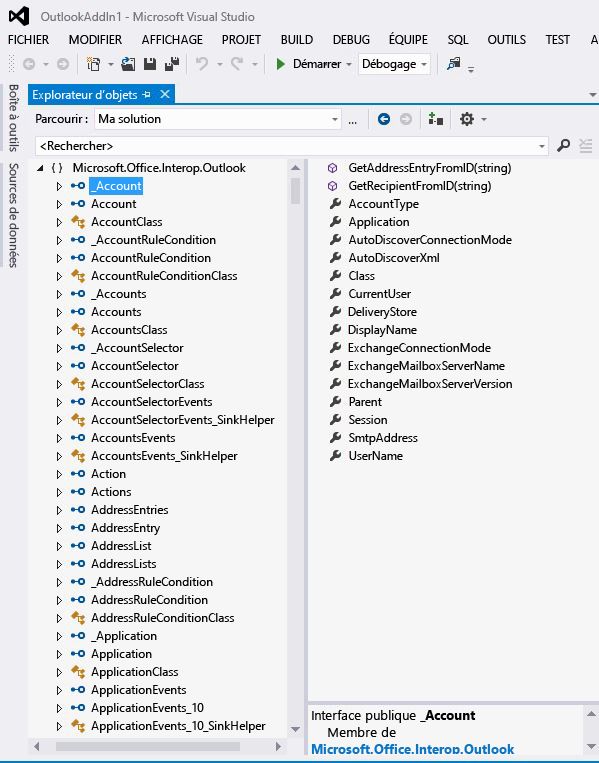 OutlookAddIn1 - Microsoft Visual Studio
FICHIER MODIFIER AFFICHAGE PROJET BUILD DEBUG ÉQUIPE SQL OUTILS TEST A
Démarrer Débogage
Boîte à outils
Sources de données
Explorateur d'objets
Parcourir : Ma solution ...
<Rechercher>
{ } Microsoft.Office.Interop.Outlook
_Account
Account
AccountClass
_AccountRuleCondition
AccountRuleCondition
AccountRuleConditionClass
_Accounts
Accounts
AccountsClass
_AccountSelector
AccountSelector
AccountSelectorClass
AccountSelectorEvents
AccountSelectorEvents_SinkHelper
AccountsEvents
AccountsEvents_SinkHelper
Action
Actions
AddressEntries
AddressEntry
AddressList
AddressLists
_AddressRuleCondition
AddressRuleCondition
AddressRuleConditionClass
_Application
Application
ApplicationClass
ApplicationEvents
ApplicationEvents_10
ApplicationEvents_10_SinkHelper
GetAddressEntryFromID(string)
GetRecipientFromID(string)
AccountType
Application
AutoDiscoverConnectionMode
AutoDiscoverXml
Class
CurrentUser
DeliveryStore
DisplayName
ExchangeConnectionMode
ExchangeMailboxServerName
ExchangeMailboxServerVersion
Parent
Session
SmtpAddress
UserName
Interface publique _Account
Membre de
Microsoft.Office.Interop.Outlook